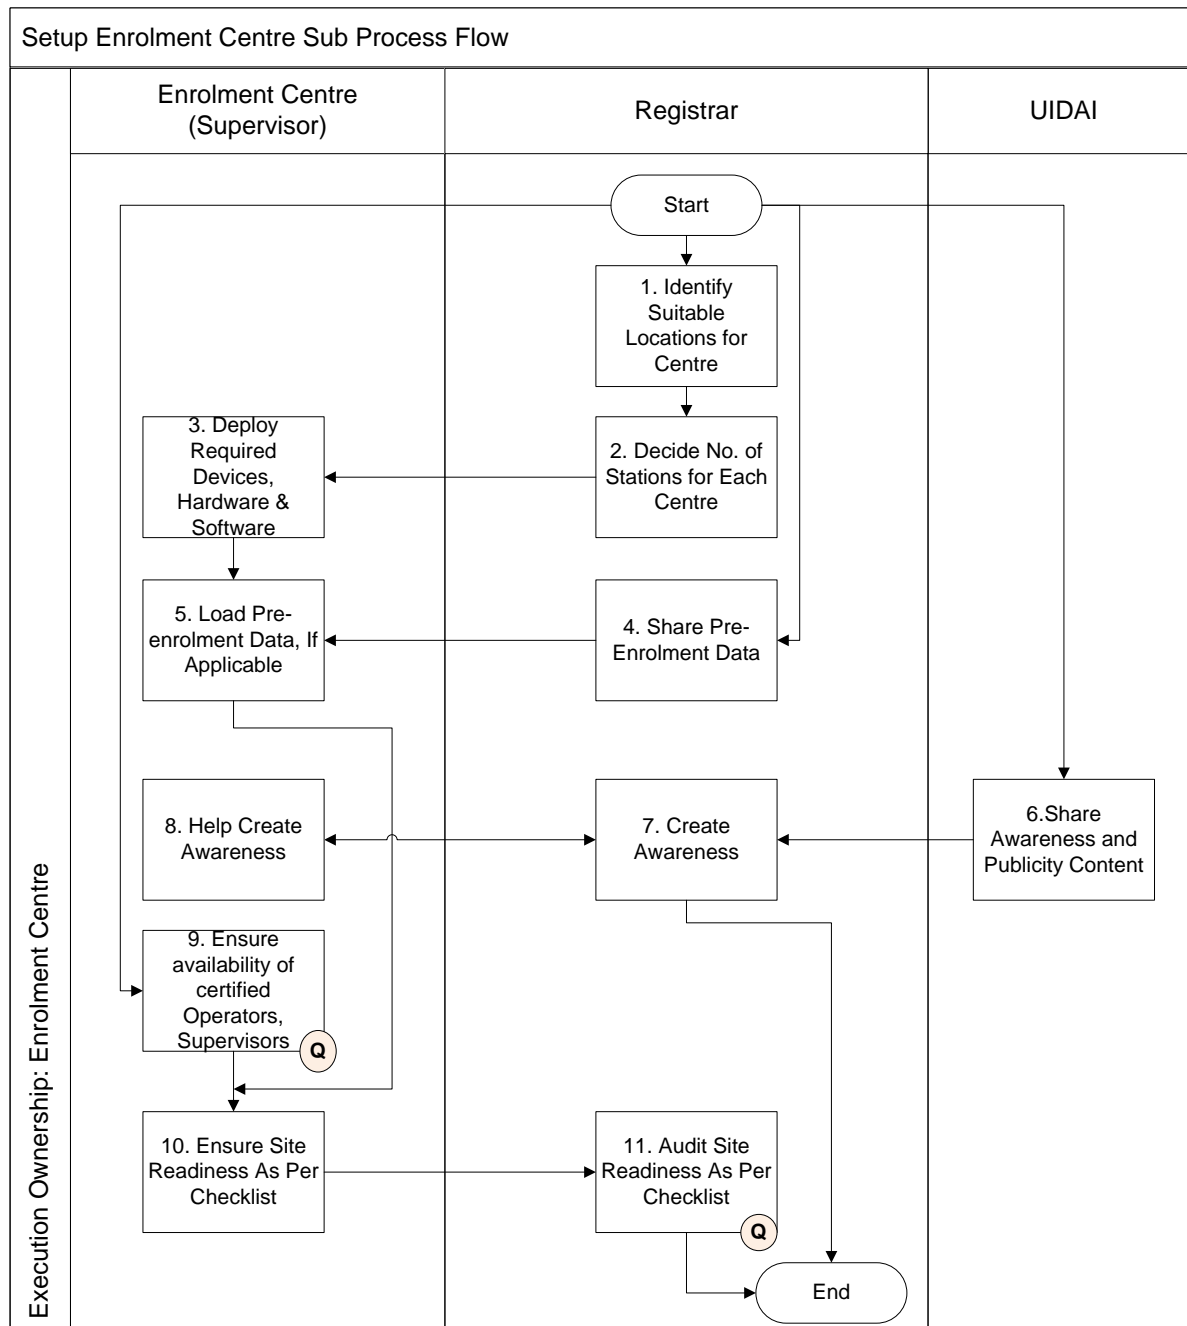 Setup Enrolment Centre Sub Process Flow
Enrolment Centre
(Supervisor)
Registrar
UIDAI
Start
1. Identify
Suitable
Locations for
Centre
2. Decide No. of
Stations for Each
Centre
3. Deploy
Required
Devices,
Hardware &
Software
4. Share Pre-
Enrolment Data
5. Load Pre-
enrolment Data, If
Applicable
6.Share
Awareness and
Publicity Content
7. Create
Awareness
8. Help Create
Awareness
9. Ensure
availability of
certified
Operators,
Supervisors
Q
10. Ensure Site
Readiness As Per
Checklist
11. Audit Site
Readiness As Per
Checklist
Q
End
Execution Ownership: Enrolment Centre